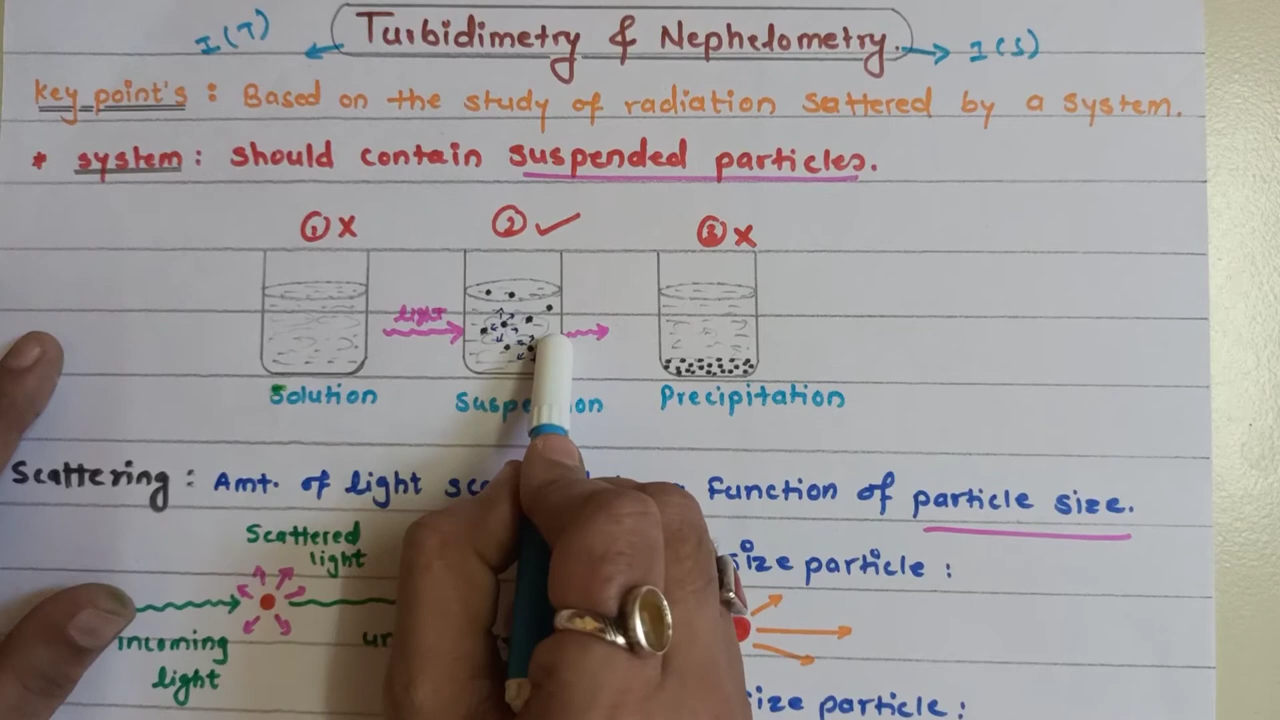 I(T) ← Turbidimetry & Nephelometry. → I(S)
Key point's : Based on the study of radiation sattered by a system.
* system : should contain suspended particles.
① X ② ✓ ③ X
light
Solution Precipitation
Scattering : Amt. of light function of particle size.
Scattered light
size particle :
incoming light
size particle :